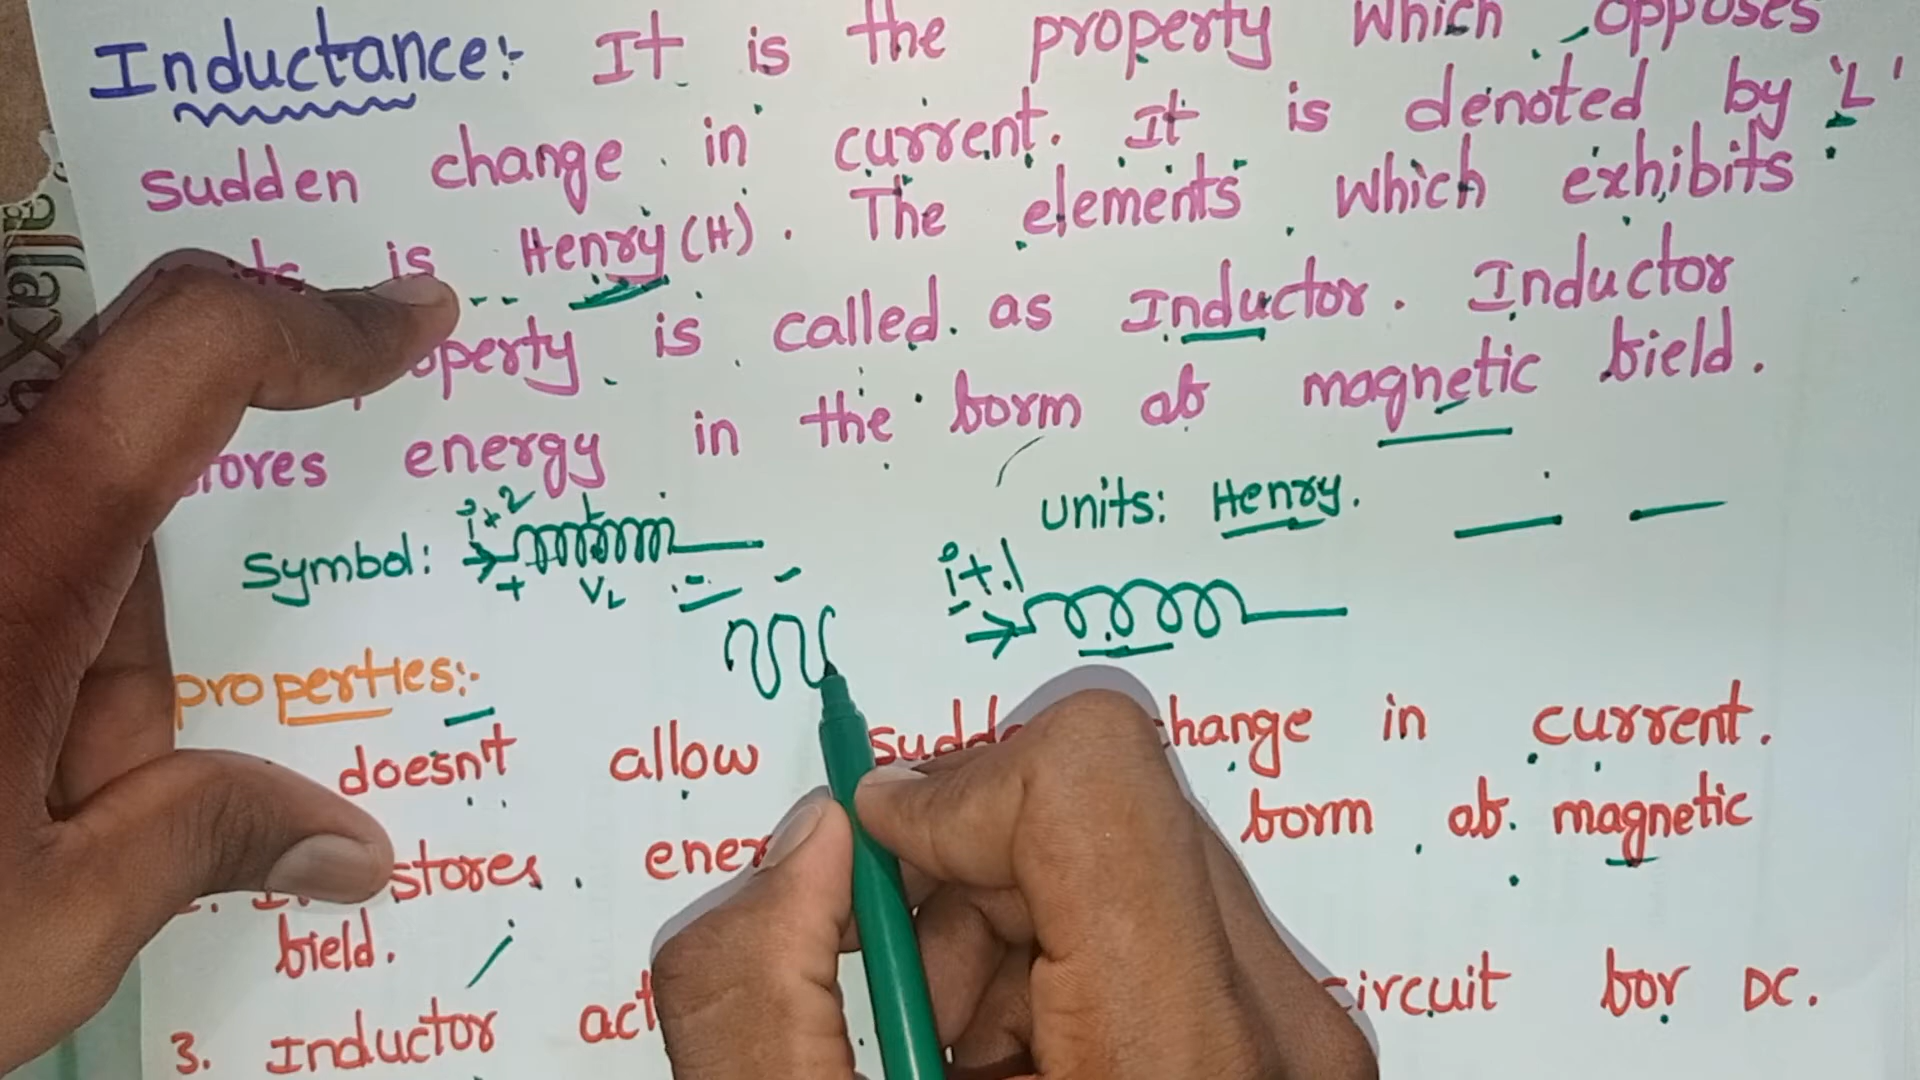 Inductance:- It is the property which opposes
sudden change in current. It is denoted by 'L'
is Henry (H). The elements which exhibits
property is called as Inductor. Inductor
stores energy in the form of magnetic field.
Symbol: i L + VL - units: Henry.
properties:-
doesn't allow sudden change in current.
stores energy form of magnetic
field.
3. Inductor act circuit for DC.